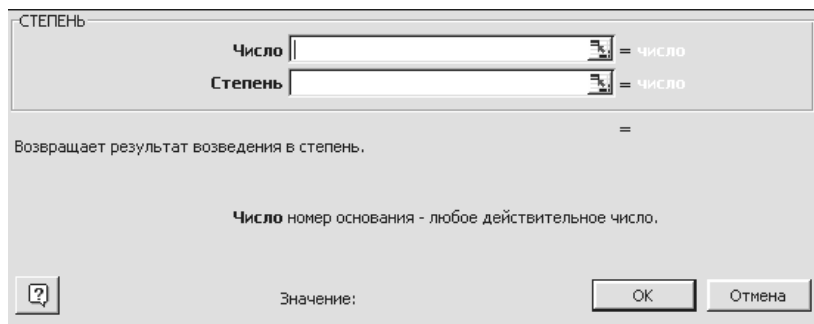 СТЕПЕНЬ
Число = число
Степень = число
=
Возвращает результат возведения в степень.
Число номер основания - любое действительное число.
? Значение: OK Отмена